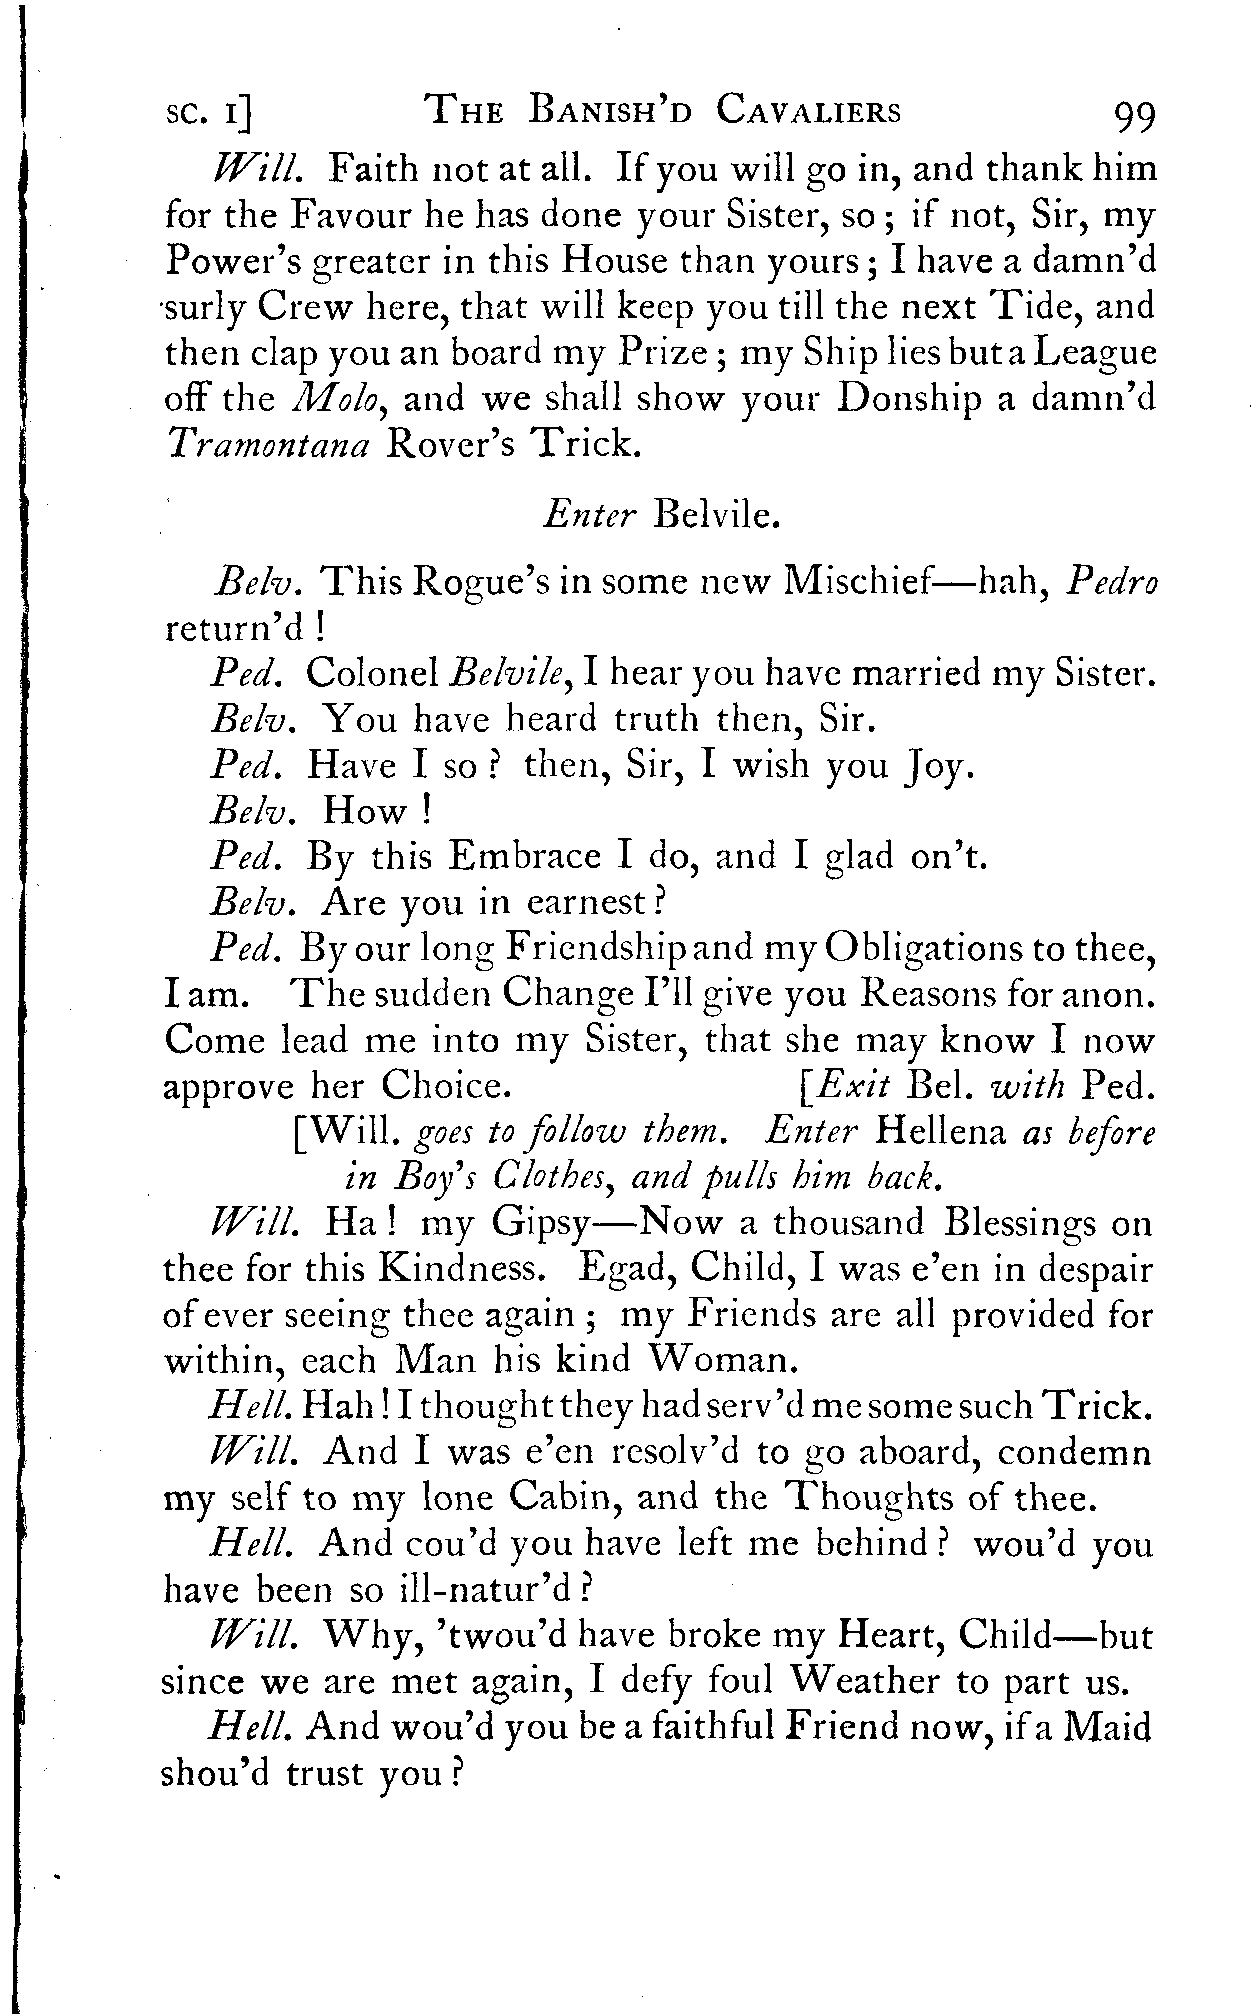 sc. I] The Banish'd Cavaliers 99
Will. Faith not at all. If you will go in, and thank him
for the Favour he has done your Sister, so; if not, Sir, my
Power's greater in this House than yours; I have a damn'd
surly Crew here, that will keep you till the next Tide, and
then clap you an board my Prize; my Ship lies but a League
off the Molo, and we shall show your Donship a damn'd
Tramontana Rover's Trick.
Enter Belvile.
Belv. This Rogue's in some new Mischief—hah, Pedro
return'd!
Ped. Colonel Belvile, I hear you have married my Sister.
Belv. You have heard truth then, Sir.
Ped. Have I so? then, Sir, I wish you Joy.
Belv. How!
Ped. By this Embrace I do, and I glad on't.
Belv. Are you in earnest?
Ped. By our long Friendship and my Obligations to thee,
I am. The sudden Change I'll give you Reasons for anon.
Come lead me into my Sister, that she may know I now
approve her Choice. [Exit Bel. with Ped.
[Will. goes to follow them. Enter Hellena as before
in Boy's Clothes, and pulls him back.
Will. Ha! my Gipsy—Now a thousand Blessings on
thee for this Kindness. Egad, Child, I was e'en in despair
of ever seeing thee again; my Friends are all provided for
within, each Man his kind Woman.
Hell. Hah! I thought they had serv'd me some such Trick.
Will. And I was e'en resolv'd to go aboard, condemn
my self to my lone Cabin, and the Thoughts of thee.
Hell. And cou'd you have left me behind? wou'd you
have been so ill-natur'd?
Will. Why, 'twou'd have broke my Heart, Child—but
since we are met again, I defy foul Weather to part us.
Hell. And wou'd you be a faithful Friend now, if a Maid
shou'd trust you?